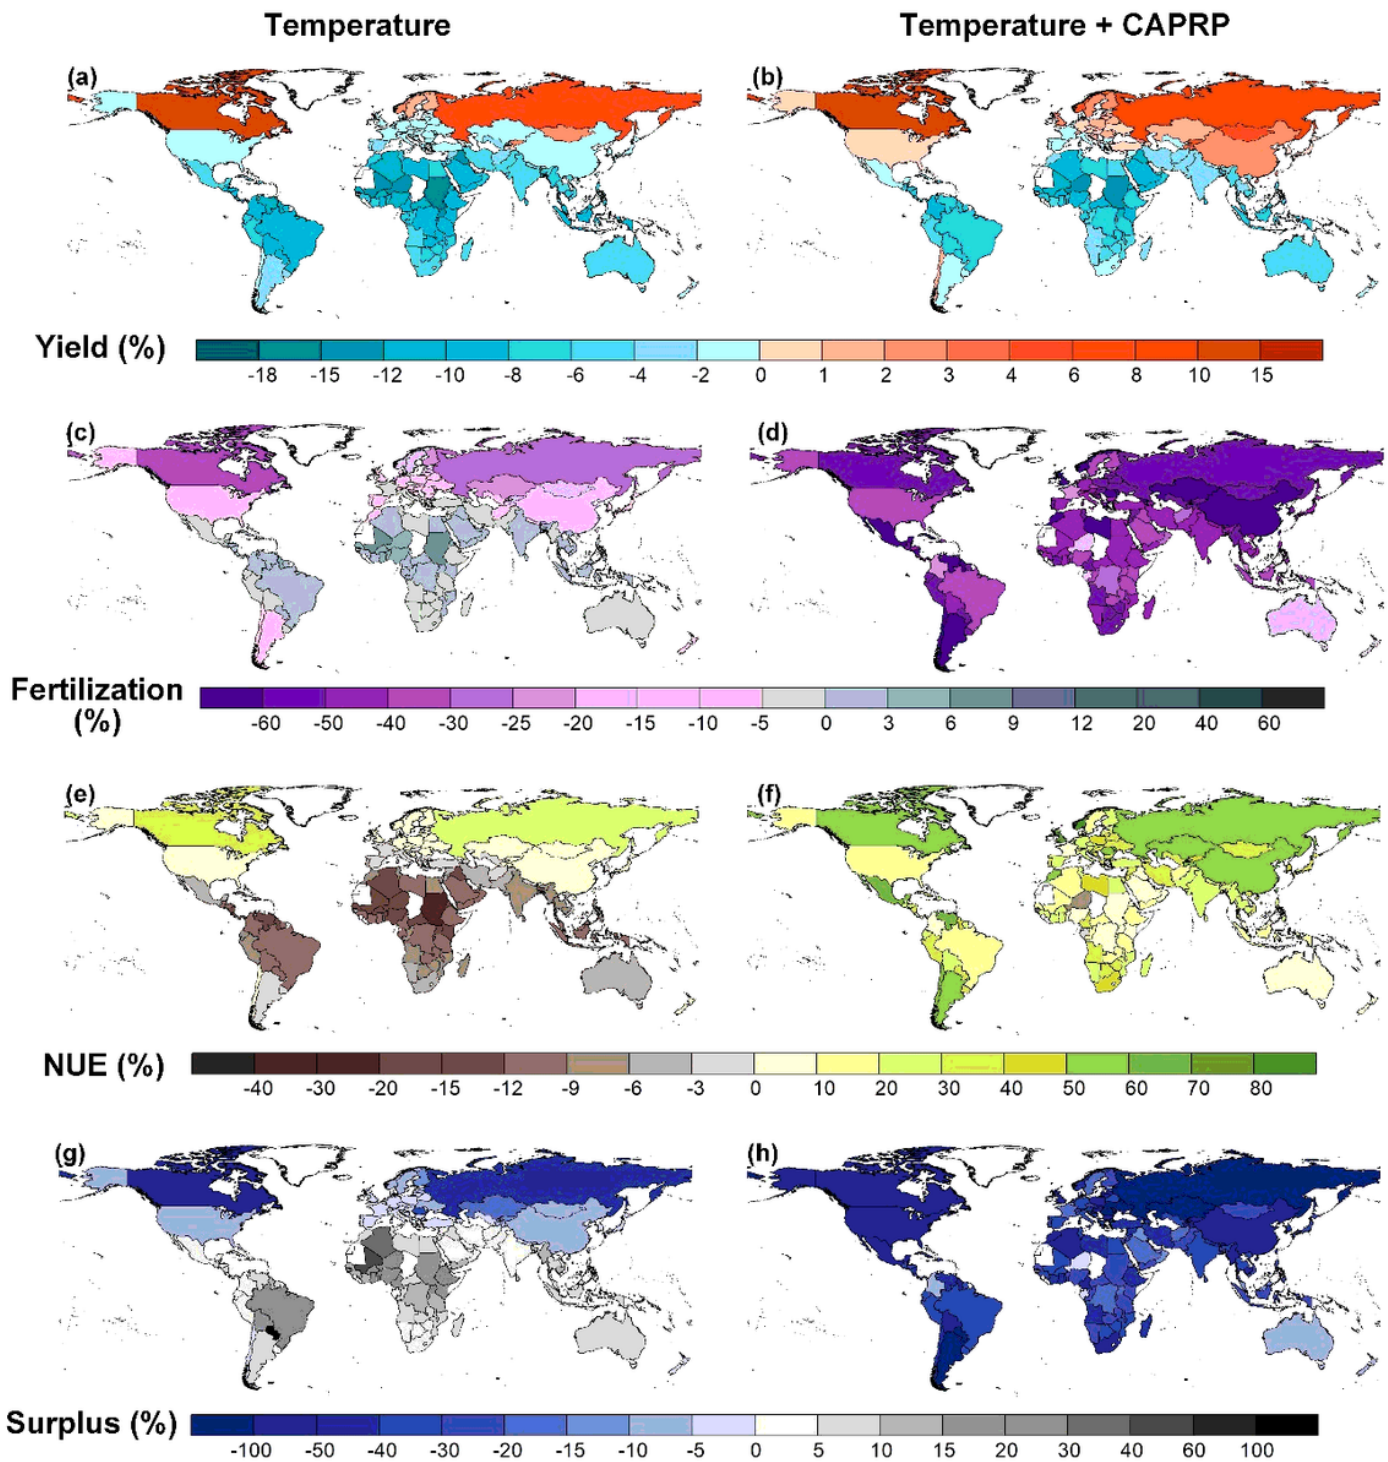 Temperature Temperature + CAPRP
(a) (b)
Yield (%)
-18 -15 -12 -10 -8 -6 -4 -2 0 1 2 3 4 6 8 10 15
(c) (d)
Fertilization
(%)
-60 -50 -40 -30 -25 -20 -15 -10 -5 0 3 6 9 12 20 40 60
(e) (f)
NUE (%)
-40 -30 -20 -15 -12 -9 -6 -3 0 10 20 30 40 50 60 70 80
(g) (h)
Surplus (%)
-100 -50 -40 -30 -20 -15 -10 -5 0 5 10 15 20 30 40 60 100